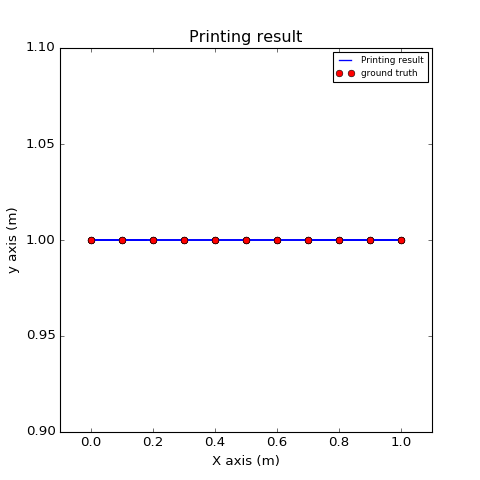 Printing result
1.10
Printing result
ground truth
1.05
1.00
0.95
0.90
y axis (m)
0.0 0.2 0.4 0.6 0.8 1.0
X axis (m)